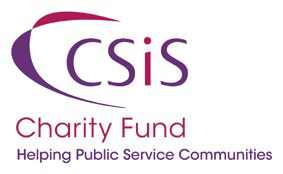 CSiS
Charity Fund
Helping Public Service Communities